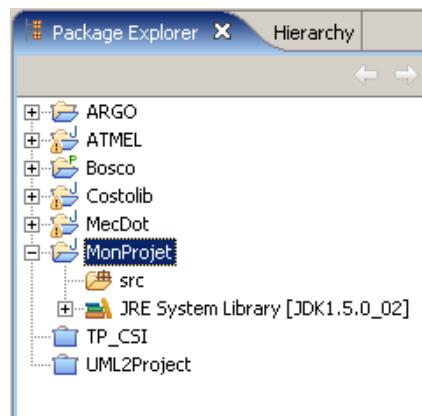 Package Explorer Hierarchy
ARGO
ATMEL
Bosco
Costolib
MecDot
MonProjet
src
JRE System Library [JDK1.5.0_02]
TP_CSI
UML2Project